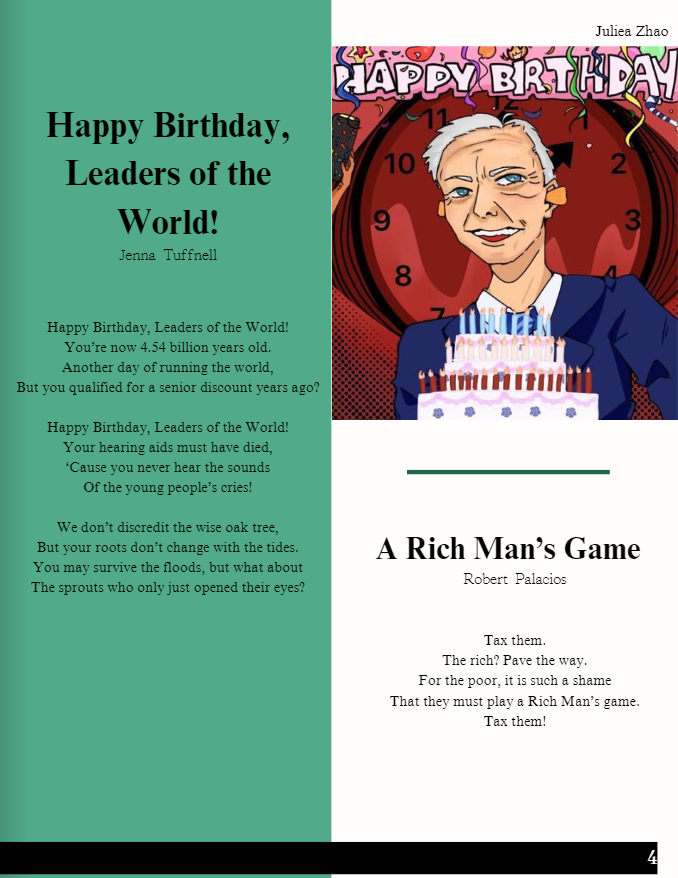 Juliea Zhao
Happy Birthday,
Leaders of the
World!
Jenna Tuffnell
Happy Birthday, Leaders of the World!
You're now 4.54 billion years old.
Another day of running the world,
But you qualified for a senior discount years ago?
Happy Birthday, Leaders of the World!
Your hearing aids must have died,
‘Cause you never hear the sounds
Of the young people’s cries!
We don’t discredit the wise oak tree,
But your roots don’t change with the tides.
You may survive the floods, but what about
The sprouts who only just opened their eyes?
HAPPY BIRTHDAY
12
11
1
10
2
9
3
8
4
7
A Rich Man’s Game
Robert Palacios
Tax them.
The rich? Pave the way.
For the poor, it is such a shame
That they must play a Rich Man’s game.
Tax them!
4